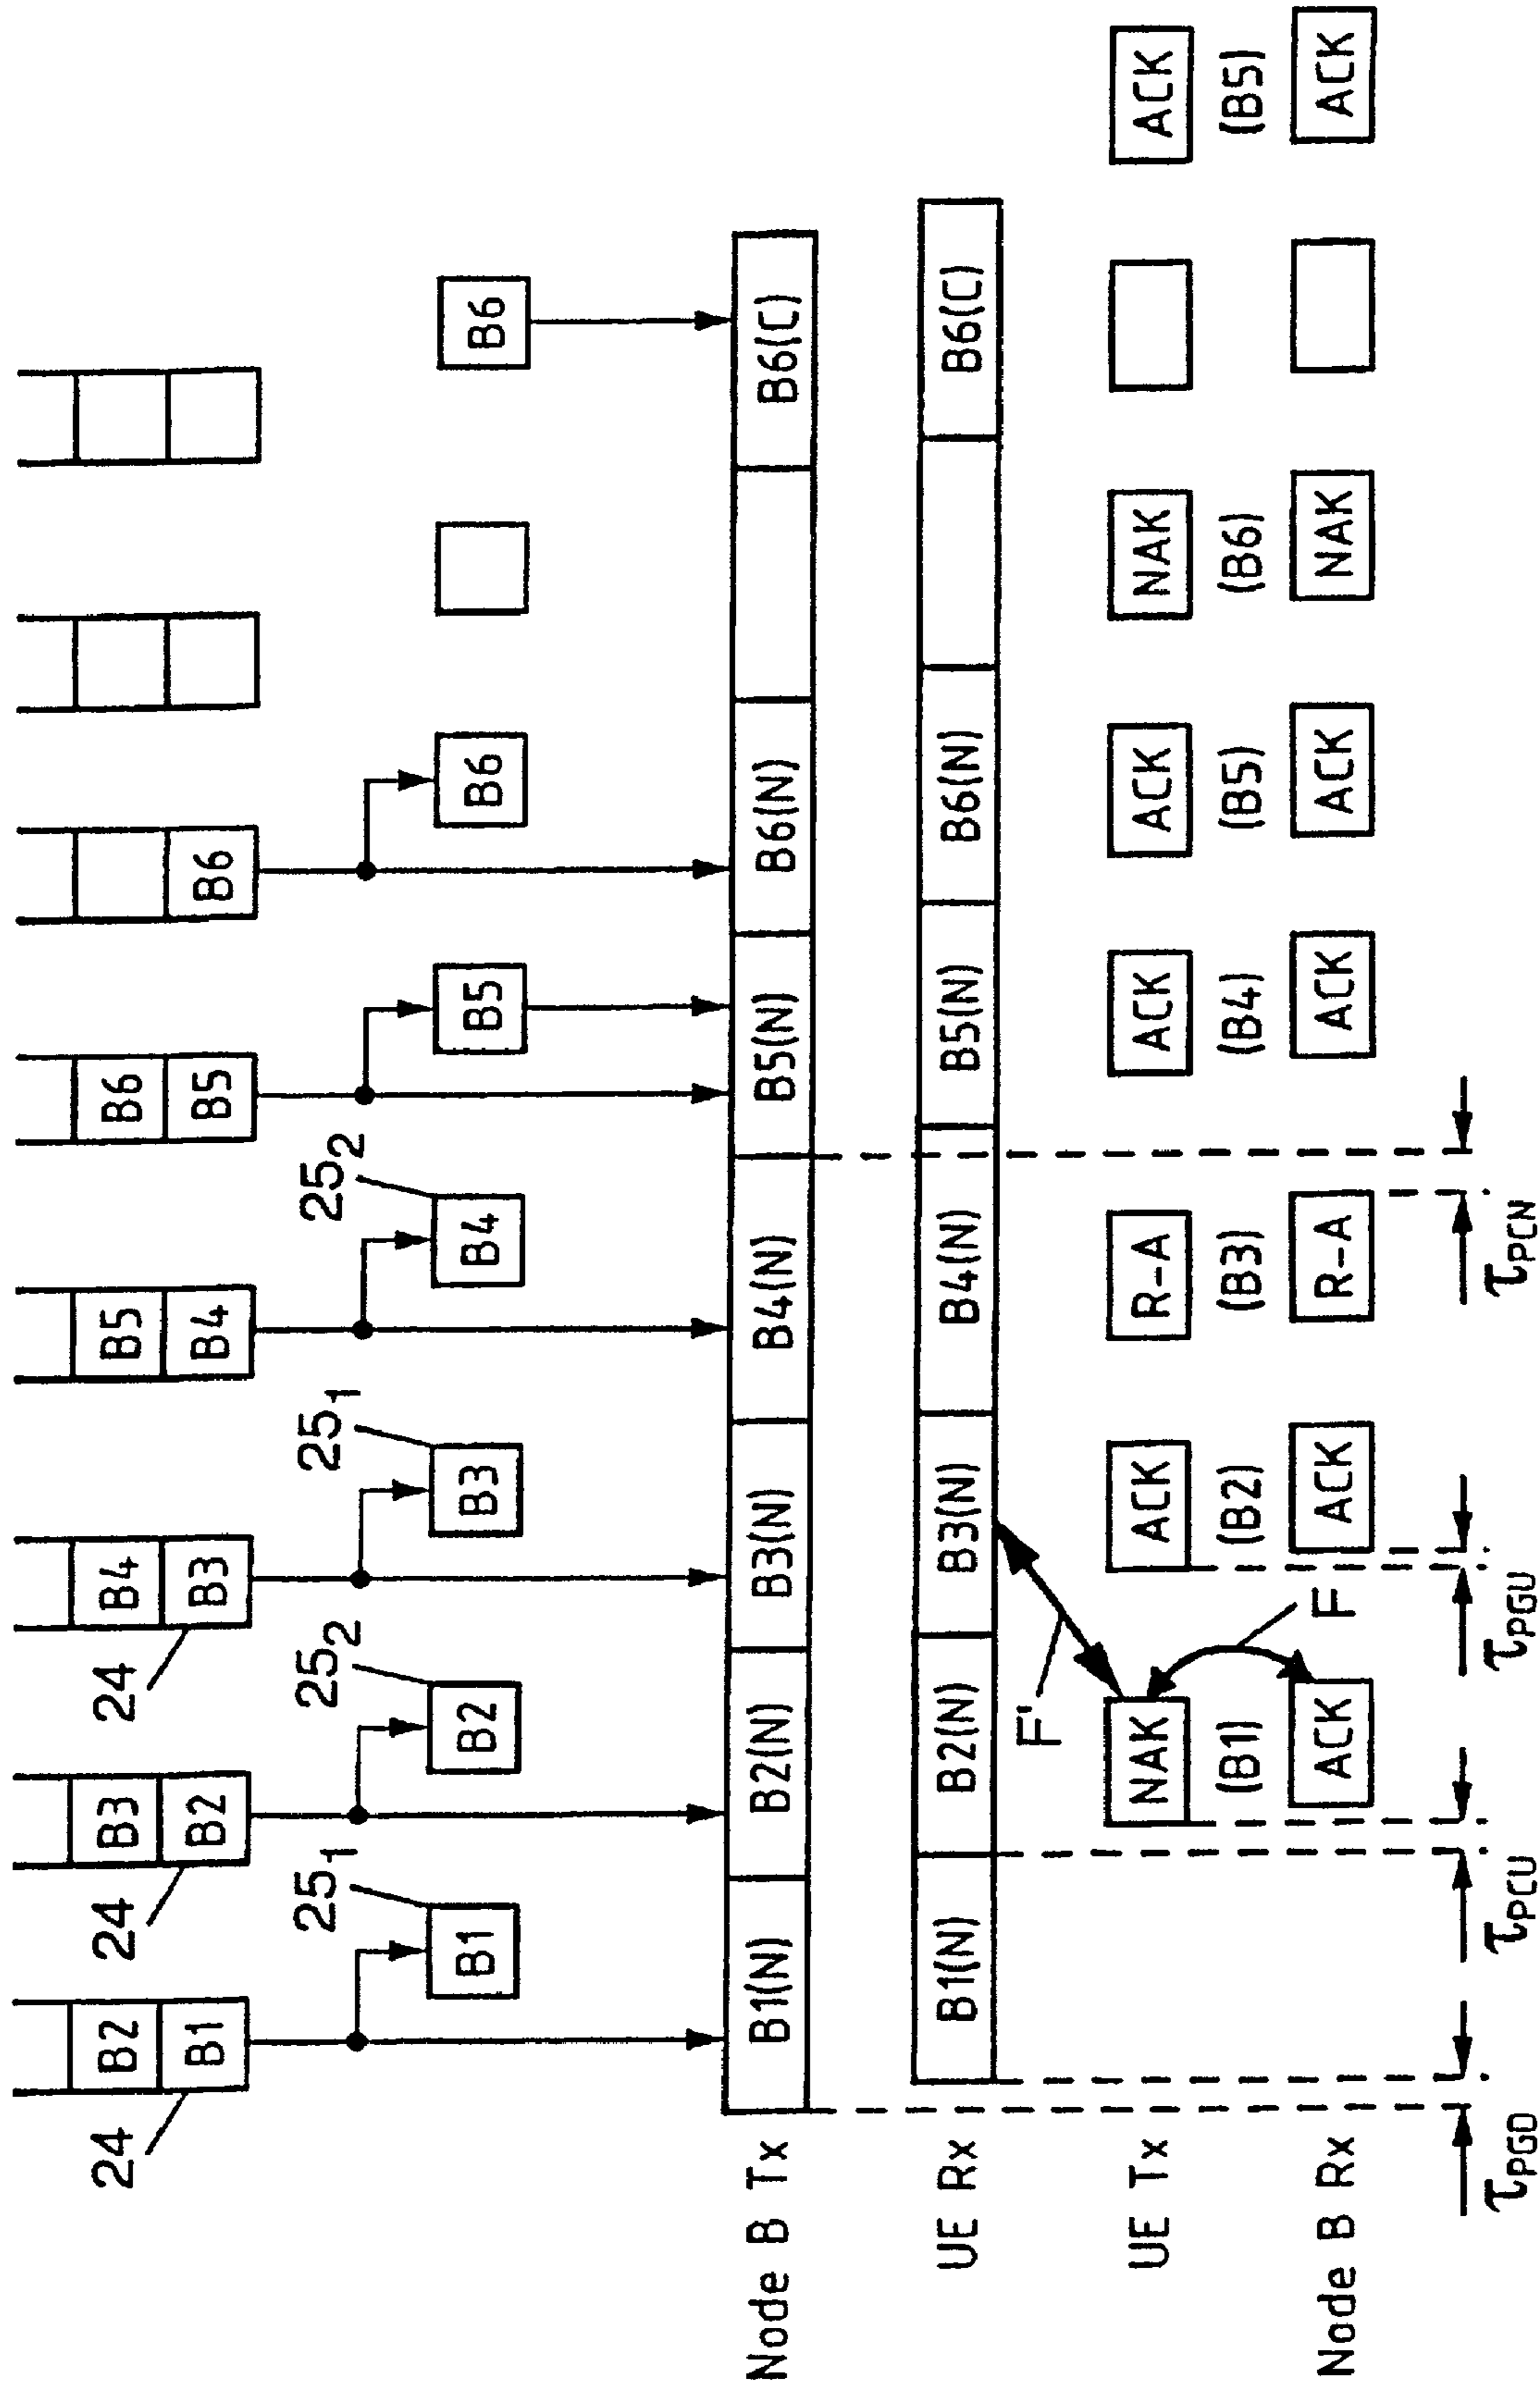 B2 B3 B4 B5 B6
B1 B2 B3 B4 B5 B6
24 24 24
25₁ 25₂ 25₁ 25₂
B1 B2 B3 B4 B5 B6 B6
Node B Tx B1(N) B2(N) B3(N) B4(N) B5(N) B6(N) B6(C)
UE Rx B1(N) B2(N) B3(N) B4(N) B5(N) B6(N) B6(C)
F' F
UE Tx NAK ACK R-A ACK ACK NAK ACK
(B1) (B2) (B3) (B4) (B5) (B6) (B5)
Node B Rx ACK ACK R-A ACK ACK NAK ACK
τPGD τPCU τPGU τPCN